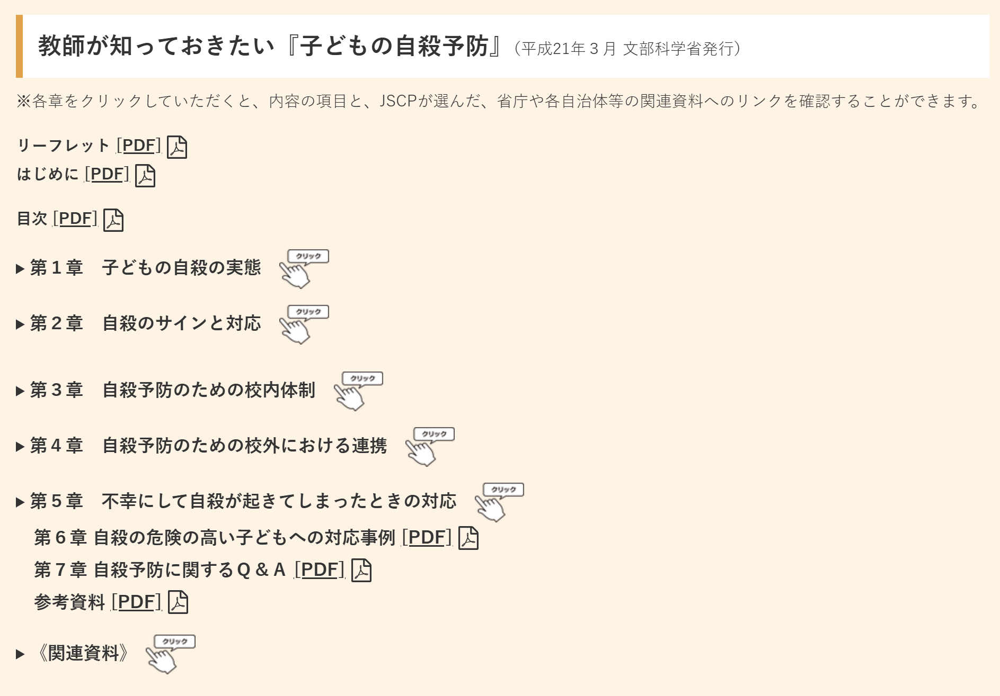 教師が知っておきたい『子どもの自殺予防』（平成21年３月 文部科学省発行）
※各章をクリックしていただくと、内容の項目と、JSCPが選んだ、省庁や各自治体等の関連資料へのリンクを確認することができます。
リーフレット [PDF]
はじめに [PDF]
目次 [PDF]
第１章　子どもの自殺の実態　クリック
第２章　自殺のサインと対応　クリック
第３章　自殺予防のための校内体制　クリック
第４章　自殺予防のための校外における連携　クリック
第５章　不幸にして自殺が起きてしまったときの対応　クリック
第６章 自殺の危険の高い子どもへの対応事例 [PDF]
第７章 自殺予防に関するＱ＆Ａ [PDF]
参考資料 [PDF]
《関連資料》　クリック